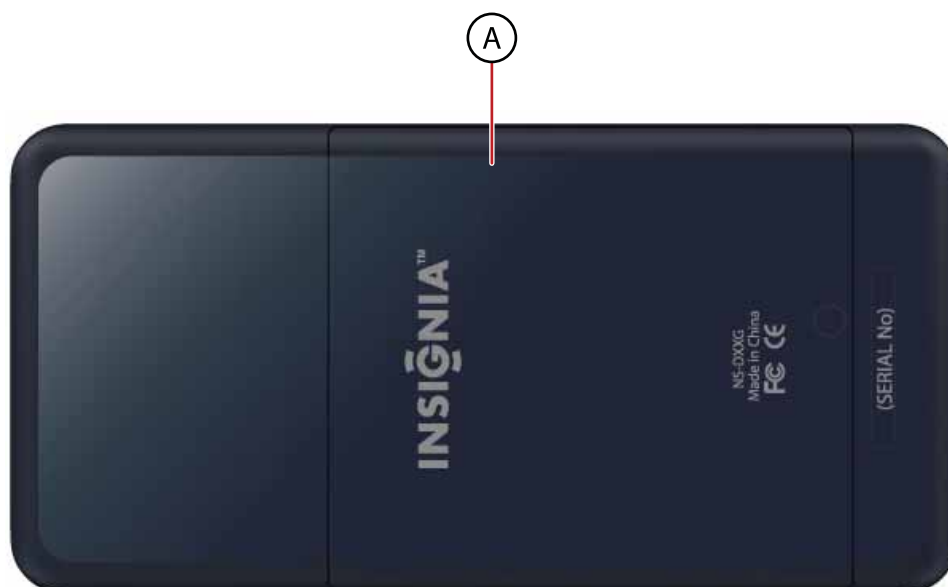 A
INSIGNIA™
NS-DXXG
Made in China
FC CE
(SERIAL No)